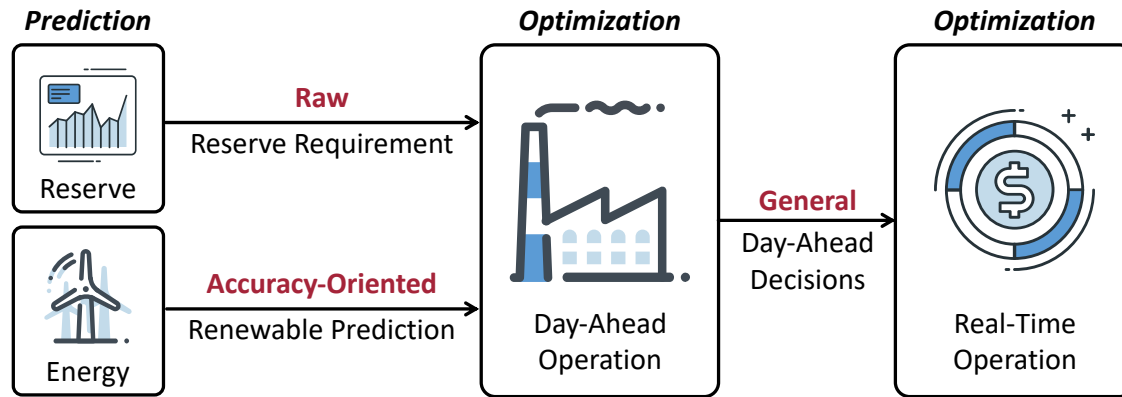 Prediction
Optimization
Optimization
Reserve
Raw
Reserve Requirement
Energy
Accuracy-Oriented
Renewable Prediction
Day-Ahead
Operation
General
Day-Ahead
Decisions
$
Real-Time
Operation